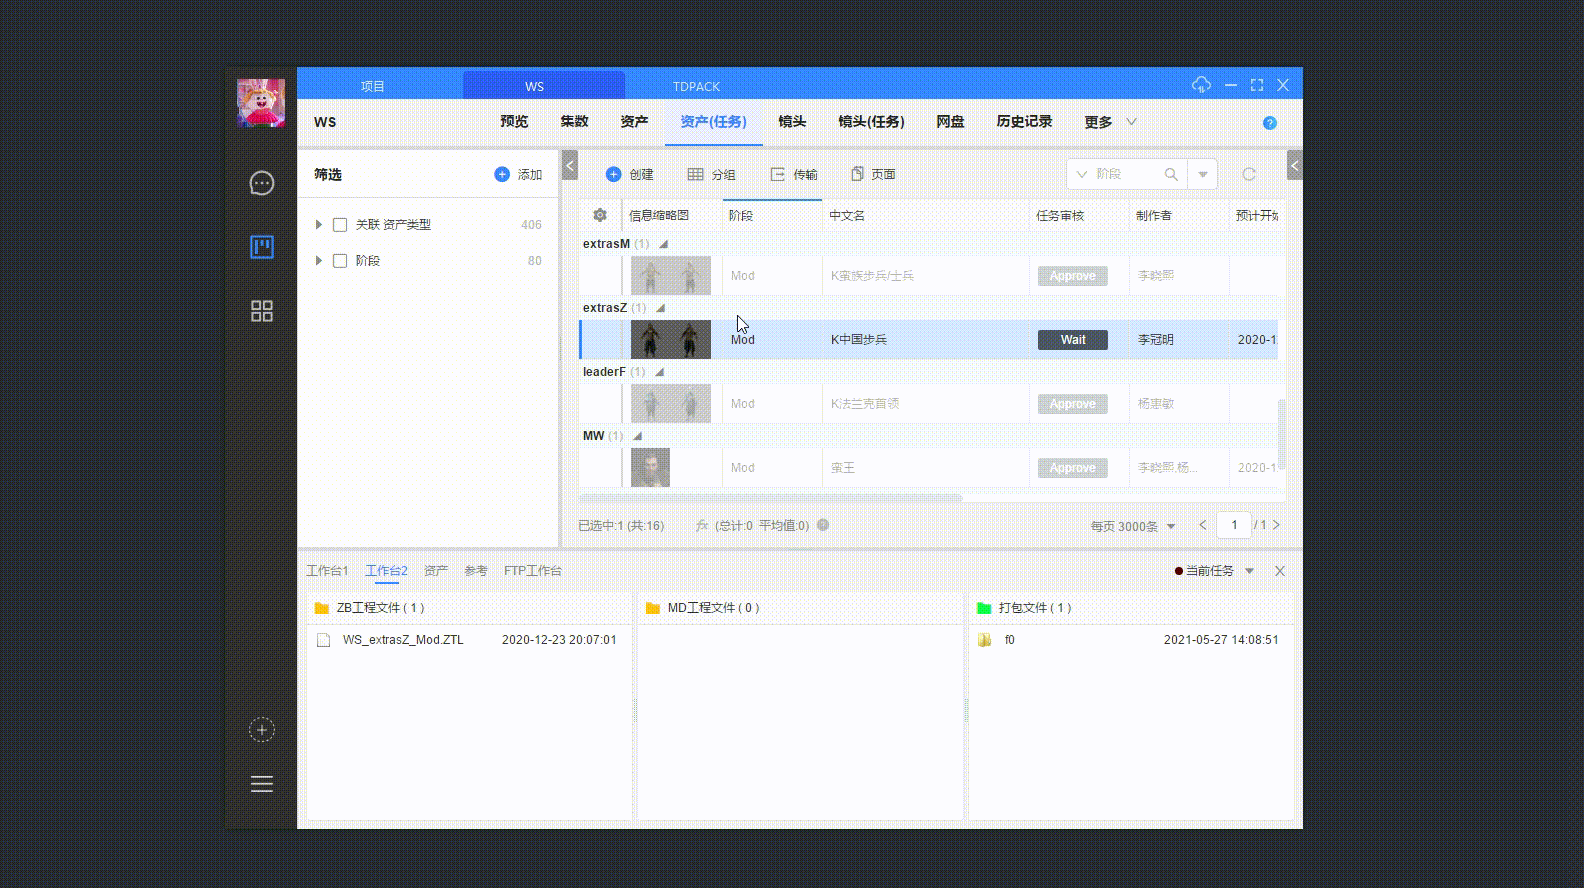 项目 WS TDPACK
WS 预览 集数 资产 资产(任务) 镜头 镜头(任务) 网盘 历史记录 更多
筛选 添加
关联 资产类型 406
阶段 80
创建 分组 传输 页面 阶段
信息缩略图 阶段 中文名 任务审核 制作者 预计开始
extrasM (1)
Mod K蛮族步兵/士兵 Approve 李晓熙
extrasZ (1)
Mod K中国步兵 Wait 李冠明 2020-1
leaderF (1)
Mod K法兰克首领 Approve 杨惠敏
MW (1)
Mod 蛮王 Approve 李晓熙,杨... 2020-1
已选中:1 (共:16) fx (总计:0 平均值:0) 每页 3000条 1 / 1
工作台1 工作台2 资产 参考 FTP工作台 当前任务
ZB工程文件 ( 1 )
WS_extrasZ_Mod.ZTL 2020-12-23 20:07:01
MD工程文件 ( 0 )
打包文件 ( 1 )
f0 2021-05-27 14:08:51